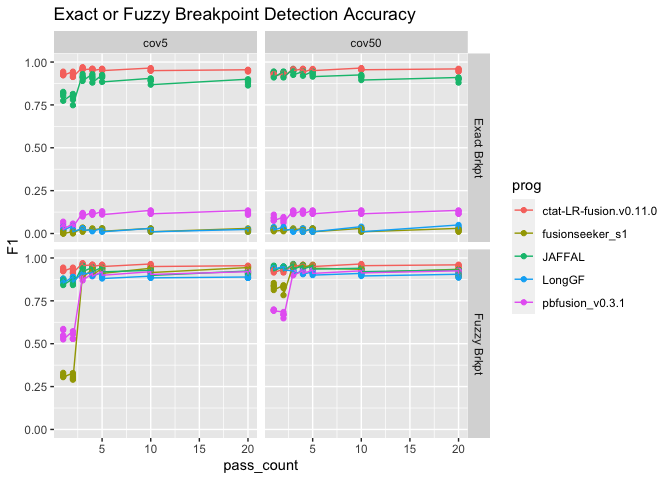 Exact or Fuzzy Breakpoint Detection Accuracy
cov5
cov50
1.00
0.75
0.50
0.25
0.00
Exact Brkpt
1.00
0.75
0.50
0.25
0.00
Fuzzy Brkpt
F1
5
10
15
20
5
10
15
20
pass_count
prog
ctat-LR-fusion.v0.11.0
fusionseeker_s1
JAFFAL
LongGF
pbfusion_v0.3.1